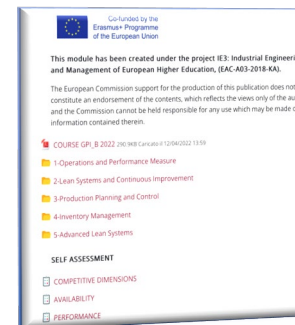 Co-funded by the
Erasmus+ Programme
of the European Union
This module has been created under the project IE3: Industrial Engineeri
and Management of European Higher Education, (EAC-A03-2018-KA).
The European Commission support for the production of this publication does not
constitute an endorsement of the contents, which reflects the views only of the au
and the Commission cannot be held responsible for any use which may be made o
information contained therein.
COURSE GPI_B 2022 290.9KB Caricato il 12/04/2022 13:59
1-Operations and Performance Measure
2-Lean Systems and Continuous Improvement
3-Production Planning and Control
4-Inventory Management
5-Advanced Lean Systems
SELF ASSESSMENT
COMPETITIVE DIMENSIONS
AVAILABILITY
PERFORMANCE